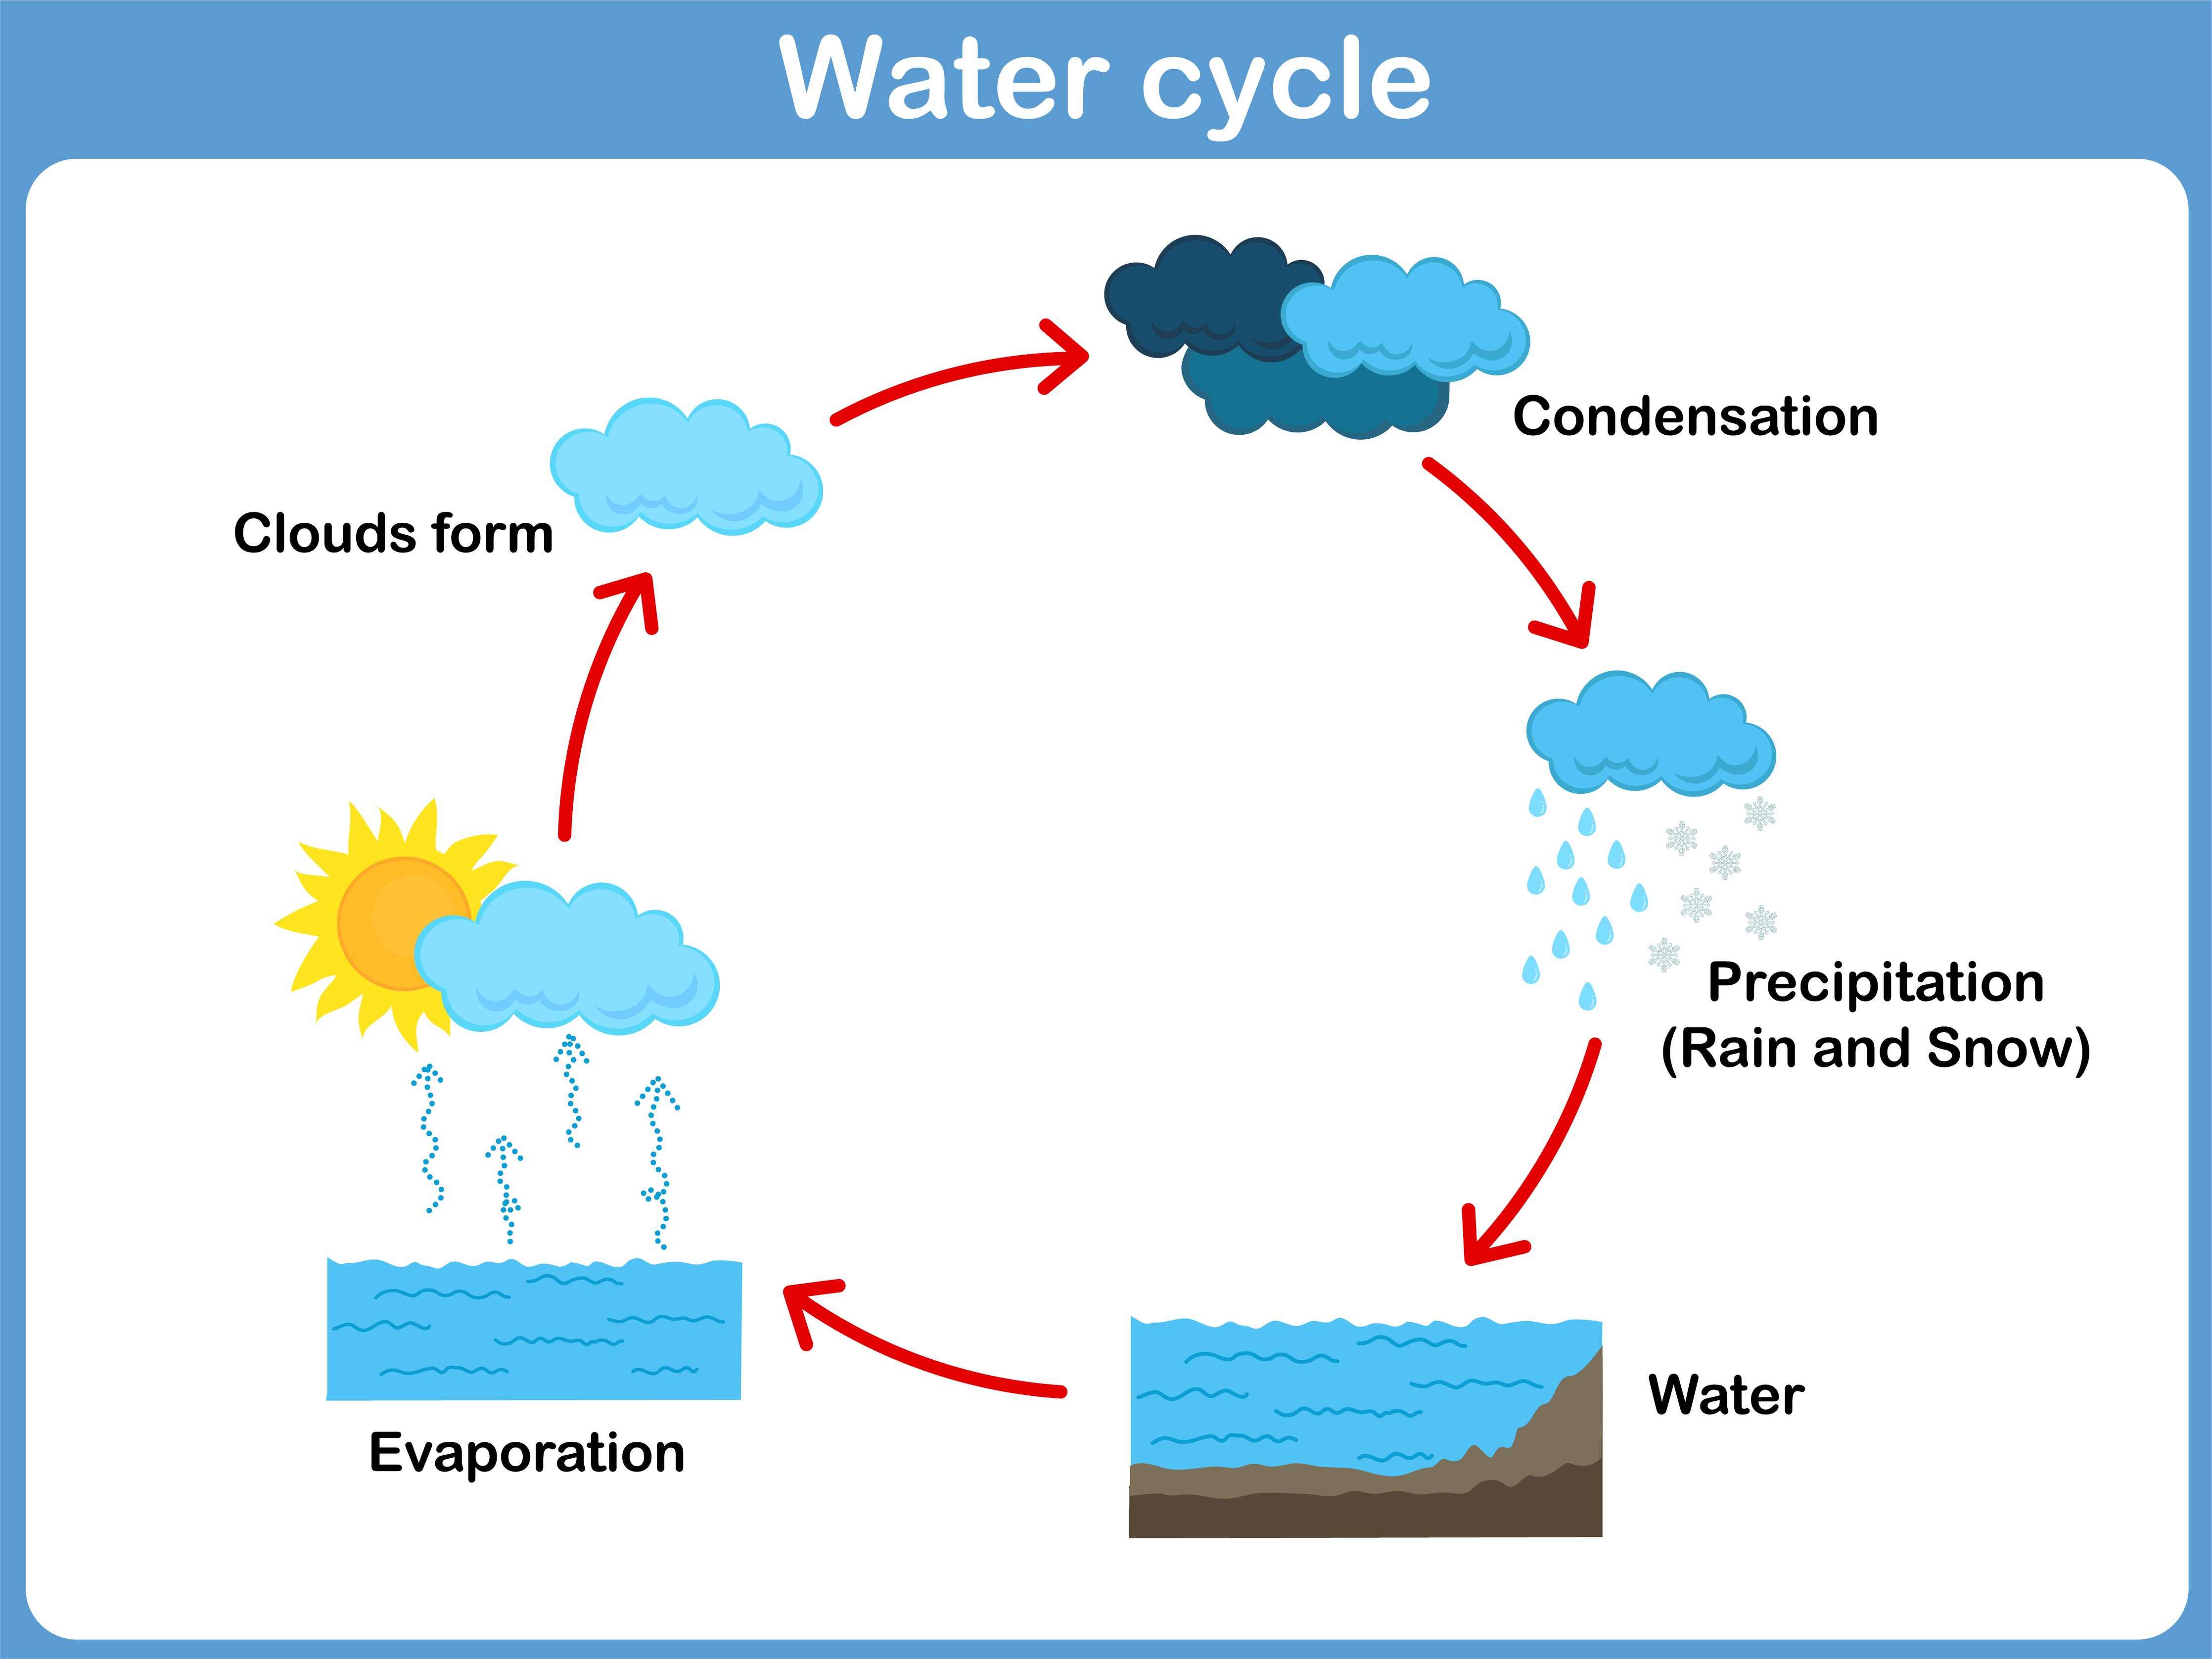 Water cycle
Condensation
Clouds form
Precipitation
(Rain and Snow)
Water
Evaporation